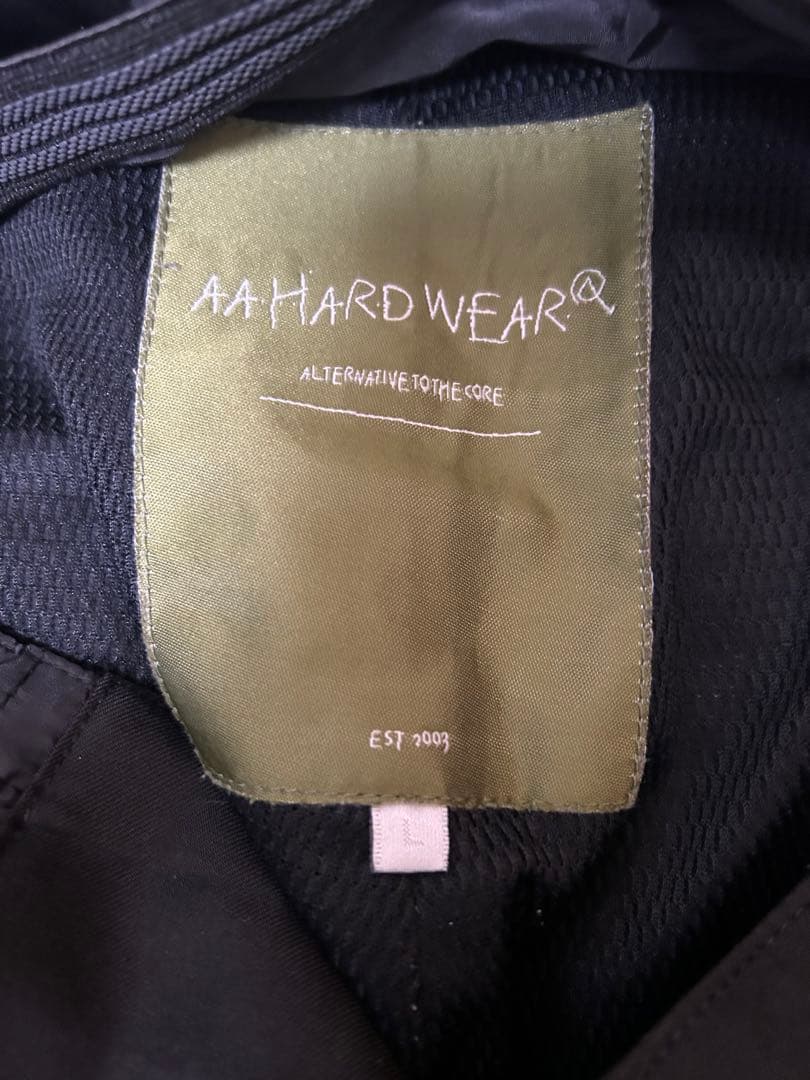 AA·HARDWEAR
ALTERNATIVE TO THE CORE
EST 2003
L